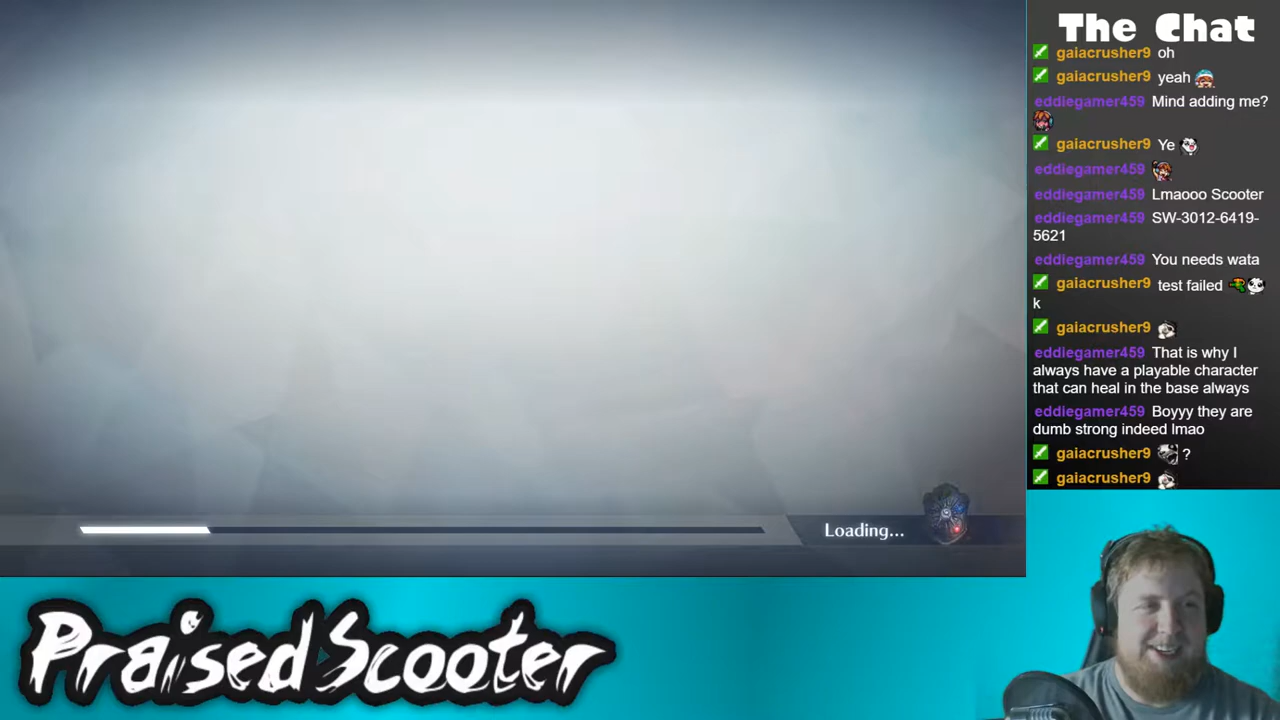 The Chat
gaiacrusher9 oh
gaiacrusher9 yeah
eddiegamer459 Mind adding me?
gaiacrusher9 Ye
eddiegamer459
eddiegamer459 Lmaooo Scooter
eddiegamer459 SW-3012-6419-
5621
eddiegamer459 You needs wata
gaiacrusher9 test failed
k
gaiacrusher9
eddiegamer459 That is why I
always have a playable character
that can heal in the base always
eddiegamer459 Boyyy they are
dumb strong indeed lmao
gaiacrusher9 ?
gaiacrusher9
Loading...
PraisedScooter